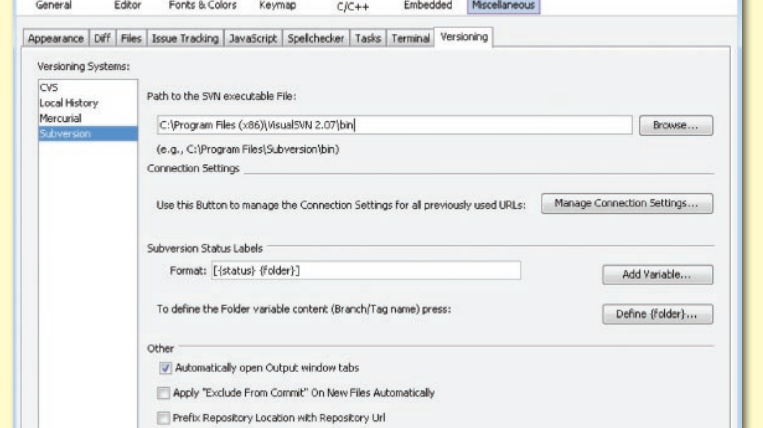 General Editor Fonts & Colors Keymap C/C++ Embedded Miscellaneous
Appearance Diff Files Issue Tracking JavaScript Spellchecker Tasks Terminal Versioning
Versioning Systems:
CVS
Local History
Mercurial
Subversion
Path to the SVN executable File:
C:\Program Files (x86)\VisualSVN 2.07\bin
Browse...
(e.g., C:\Program Files\Subversion\bin)
Connection Settings
Use this Button to manage the Connection Settings for all previously used URLs:
Manage Connection Settings...
Subversion Status Labels
Format: [{status} {folder}]
Add Variable...
To define the Folder variable content (Branch/Tag name) press:
Define {folder}...
Other
Automatically open Output window tabs
Apply "Exclude From Commit" On New Files Automatically
Prefix Repository Location with Repository Url